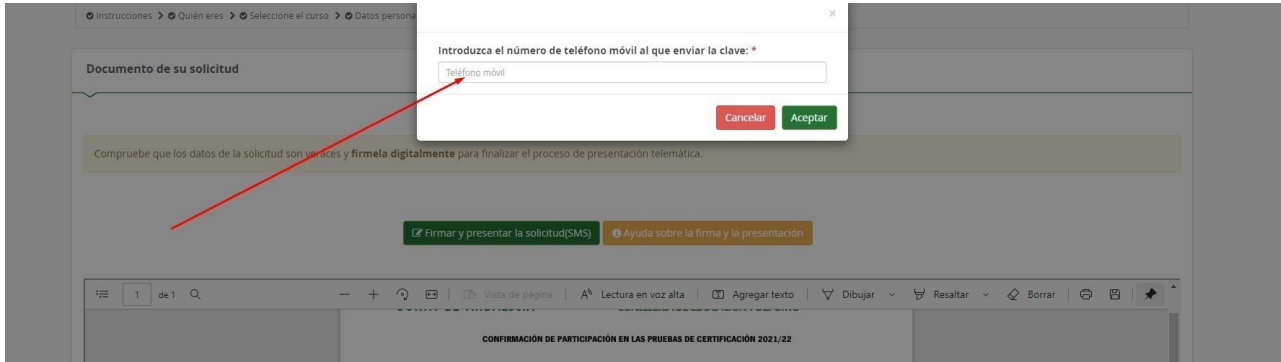 Instrucciones > Quién eres > Seleccione el curso > Datos persona
×
Introduzca el número de teléfono móvil al que enviar la clave: *
Teléfono móvil
Documento de su solicitud
Cancelar Aceptar
Compruebe que los datos de la solicitud son veraces y fírmela digitalmente para finalizar el proceso de presentación telemática.
Firmar y presentar la solicitud(SMS) Ayuda sobre la firma y la presentación
1 de 1 Vista de página Lectura en voz alta Agregar texto Dibujar Resaltar Borrar
CONFIRMACIÓN DE PARTICIPACIÓN EN LAS PRUEBAS DE CERTIFICACIÓN 2021/22